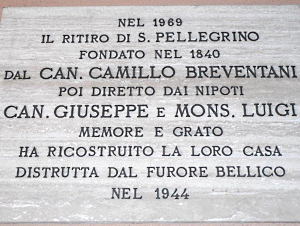 NEL 1969
IL RITIRO DI S. PELLEGRINO
FONDATO NEL 1840
DAL CAN. CAMILLO BREVENTANI
POI DIRETTO DAI NIPOTI
CAN. GIUSEPPE E MONS. LUIGI
MEMORE E GRATO
HA RICOSTRUITO LA LORO CASA
DISTRUTTA DAL FURORE BELLICO
NEL 1944